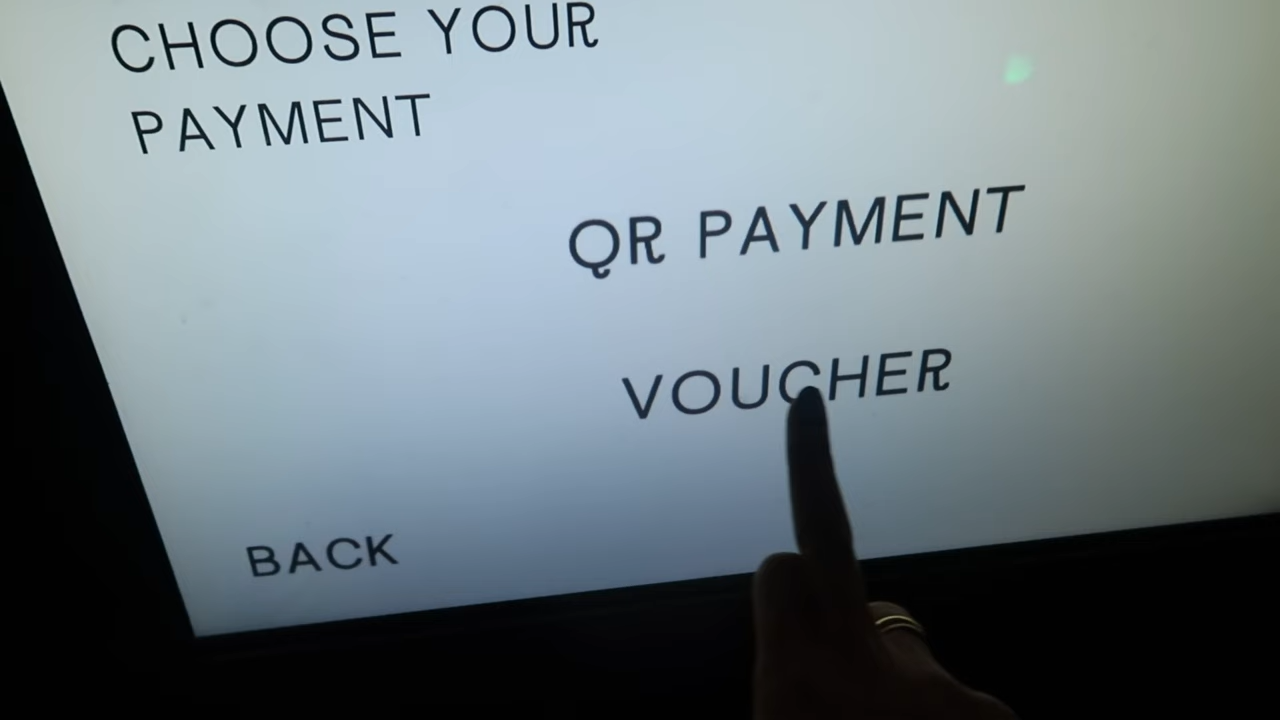 CHOOSE YOUR
PAYMENT
QR PAYMENT
VOUCHER
BACK